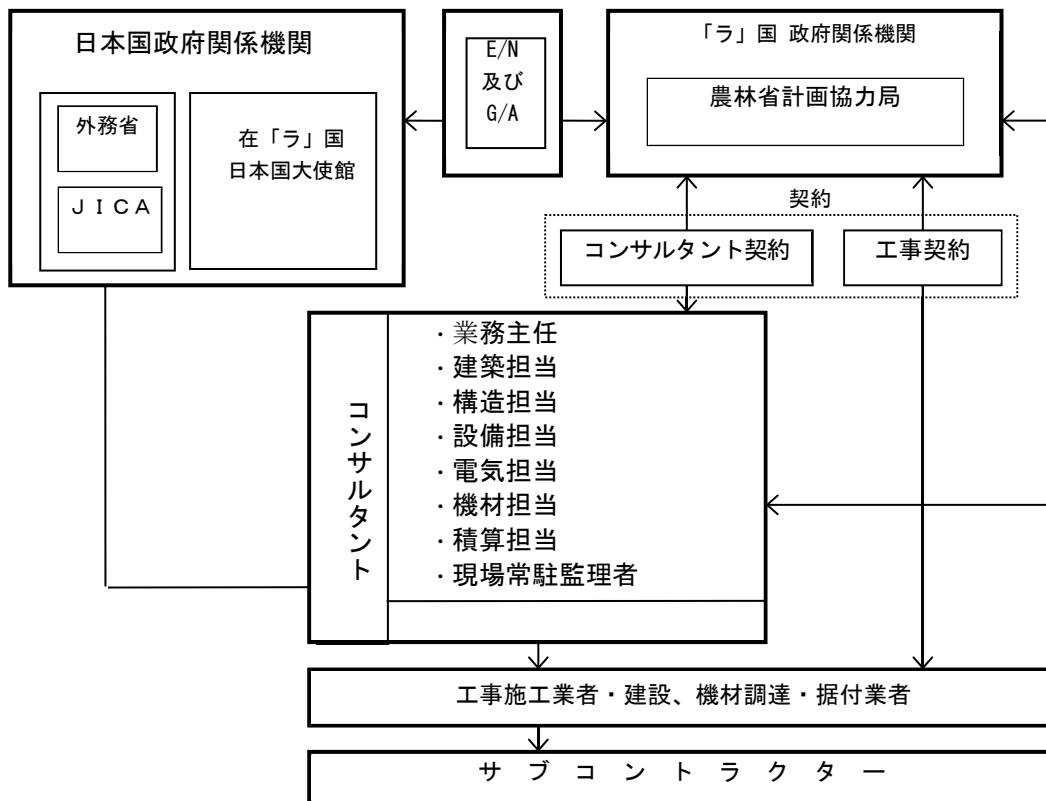 日本国政府関係機関
外務省
ＪＩＣＡ
在「ラ」国
日本国大使館
E/N
及び
G/A
「ラ」国 政府関係機関
農林省計画協力局
契約
コンサルタント契約
工事契約
コンサルタント
・業務主任
・建築担当
・構造担当
・設備担当
・電気担当
・機材担当
・積算担当
・現場常駐監理者
工事施工業者・建設、機材調達・据付業者
サブコントラクター